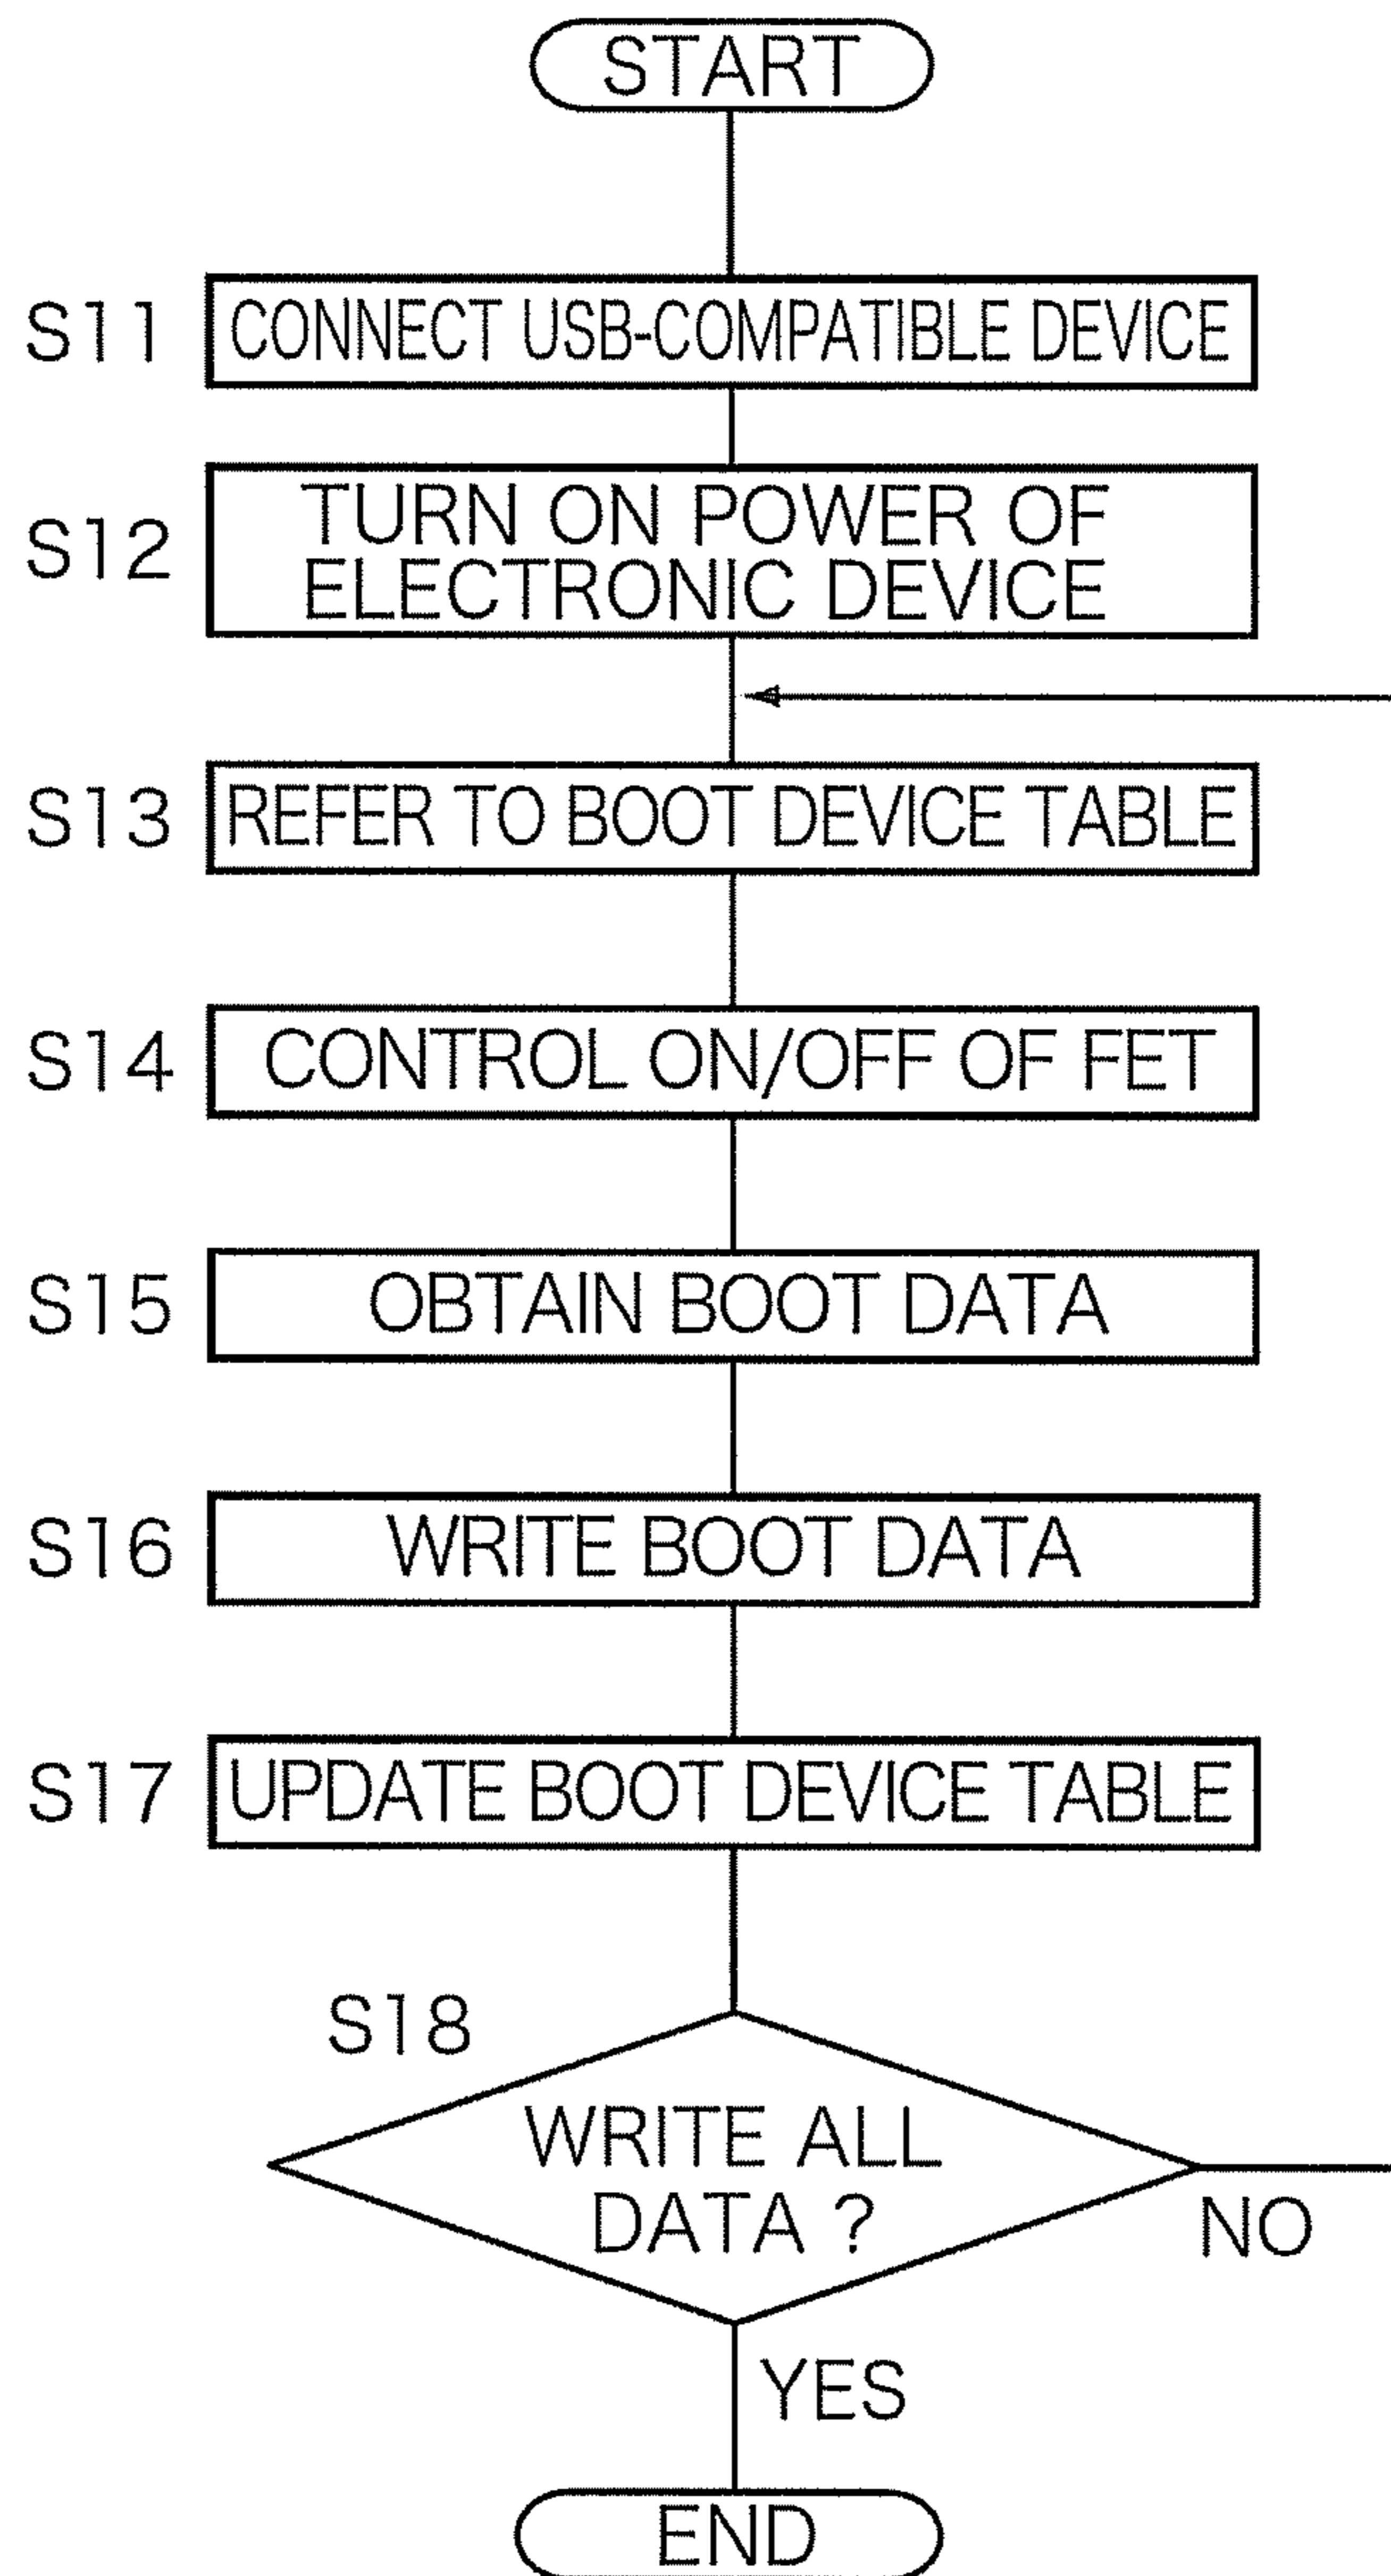 START
S11 CONNECT USB-COMPATIBLE DEVICE
S12 TURN ON POWER OF
ELECTRONIC DEVICE
S13 REFER TO BOOT DEVICE TABLE
S14 CONTROL ON/OFF OF FET
S15 OBTAIN BOOT DATA
S16 WRITE BOOT DATA
S17 UPDATE BOOT DEVICE TABLE
S18
WRITE ALL
DATA ?
NO
YES
END